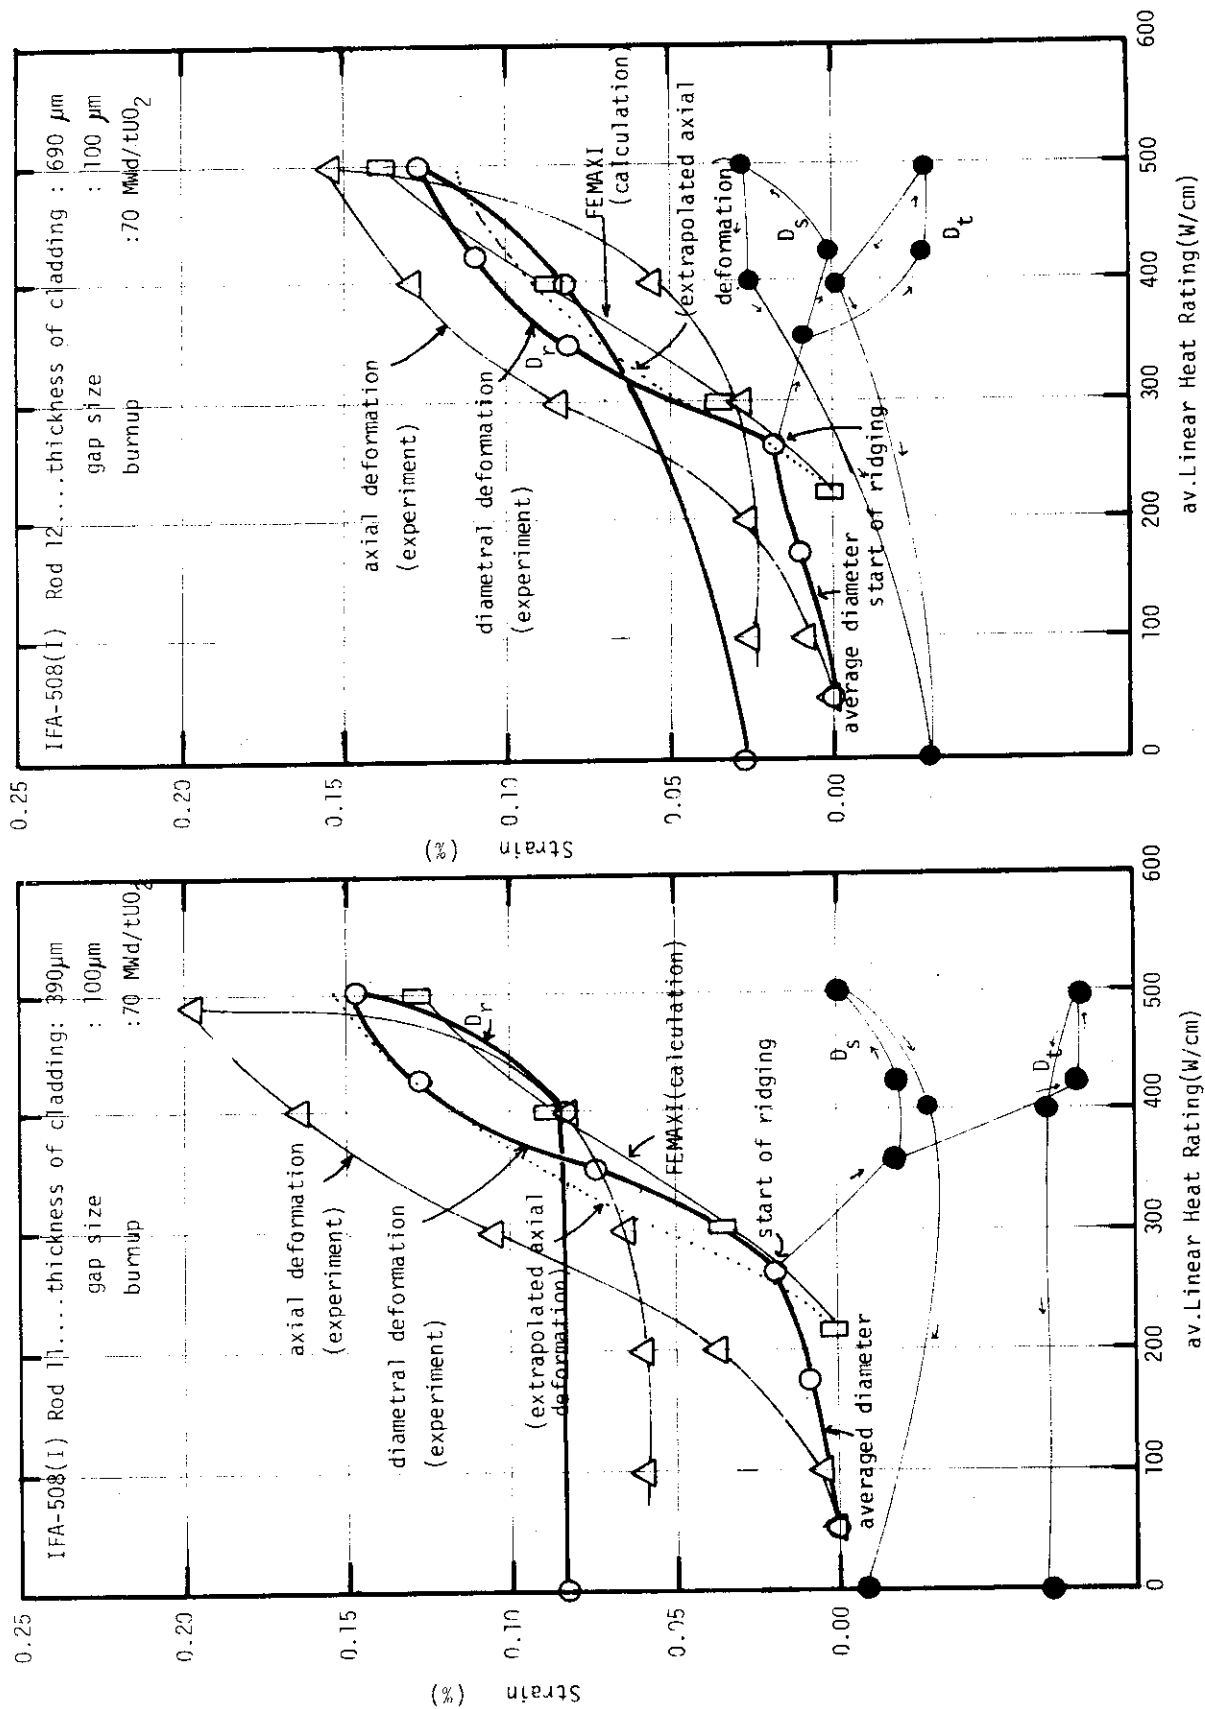 IFA-508(I) Rod 11....thickness of cladding: 390μm
gap size : 100μm
burnup :70 MWd/tUO2
axial deformation
(experiment)
diametral deformation
(experiment)
(extrapolated axial
deformation)
Dr
FEMAXI(calculation)
start of ridging
averaged diameter
Ds
Dt
Strain (%)
0.25
0.20
0.15
0.10
0.05
0.00
0
100
200
300
400
500
600
av.Linear Heat Rating(W/cm)
IFA-508(I) Rod 12....thickness of cladding : 690 μm
gap size : 100 μm
burnup :70 MWd/tUO2
axial deformation
(experiment)
diametral deformation
(experiment)
Dr
FEMAXI
(calculation)
(extrapolated axial
deformation)
start of ridging
average diameter
Ds
Dt
Strain (%)
0.25
0.20
0.15
0.10
0.05
0.00
0
100
200
300
400
500
600
av.Linear Heat Rating(W/cm)